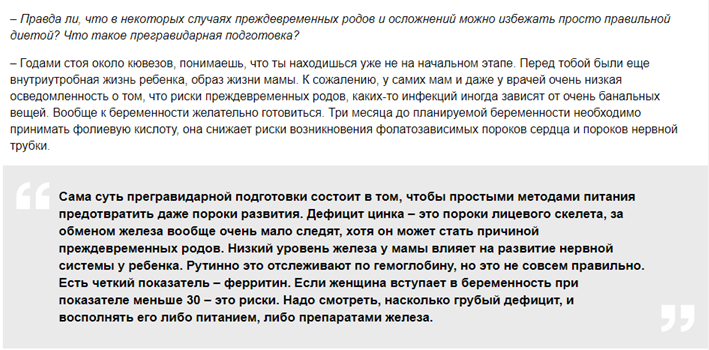 – Правда ли, что в некоторых случаях преждевременных родов и осложнений можно избежать просто правильной
диетой? Что такое прегравидарная подготовка?
– Годами стоя около кювезов, понимаешь, что ты находишься уже не на начальном этапе. Перед тобой были еще
внутриутробная жизнь ребенка, образ жизни мамы. К сожалению, у самих мам и даже у врачей очень низкая
осведомленность о том, что риски преждевременных родов, каких-то инфекций иногда зависят от очень банальных
вещей. Вообще к беременности желательно готовиться. Три месяца до планируемой беременности необходимо
принимать фолиевую кислоту, она снижает риски возникновения фолатозависимых пороков сердца и пороков нервной
трубки.
Сама суть прегравидарной подготовки состоит в том, чтобы простыми методами питания
предотвратить даже пороки развития. Дефицит цинка – это пороки лицевого скелета, за
обменом железа вообще очень мало следят, хотя он может стать причиной
преждевременных родов. Низкий уровень железа у мамы влияет на развитие нервной
системы у ребенка. Рутинно это отслеживают по гемоглобину, но это не совсем правильно.
Есть четкий показатель – ферритин. Если женщина вступает в беременность при
показателе меньше 30 – это риски. Надо смотреть, насколько грубый дефицит, и
восполнять его либо питанием, либо препаратами железа.